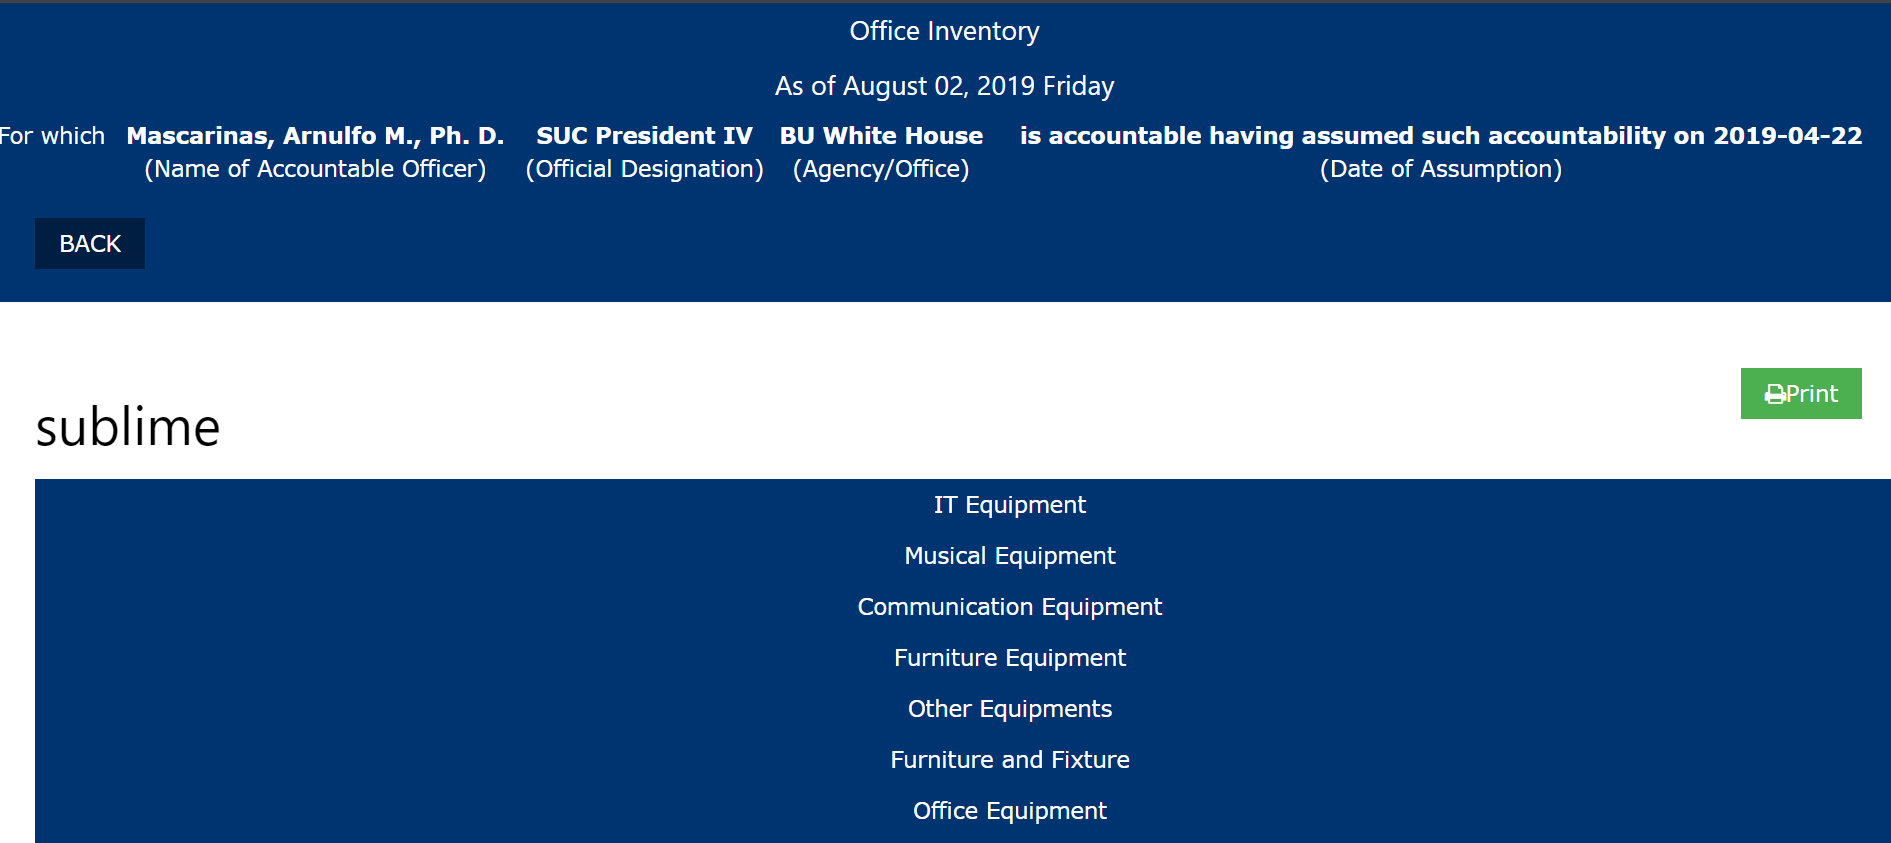 Office Inventory
As of August 02, 2019 Friday
For which Mascarinas, Arnulfo M., Ph. D. SUC President IV BU White House is accountable having assumed such accountability on 2019-04-22
(Name of Accountable Officer) (Official Designation) (Agency/Office) (Date of Assumption)
BACK
Print
sublime
IT Equipment
Musical Equipment
Communication Equipment
Furniture Equipment
Other Equipments
Furniture and Fixture
Office Equipment